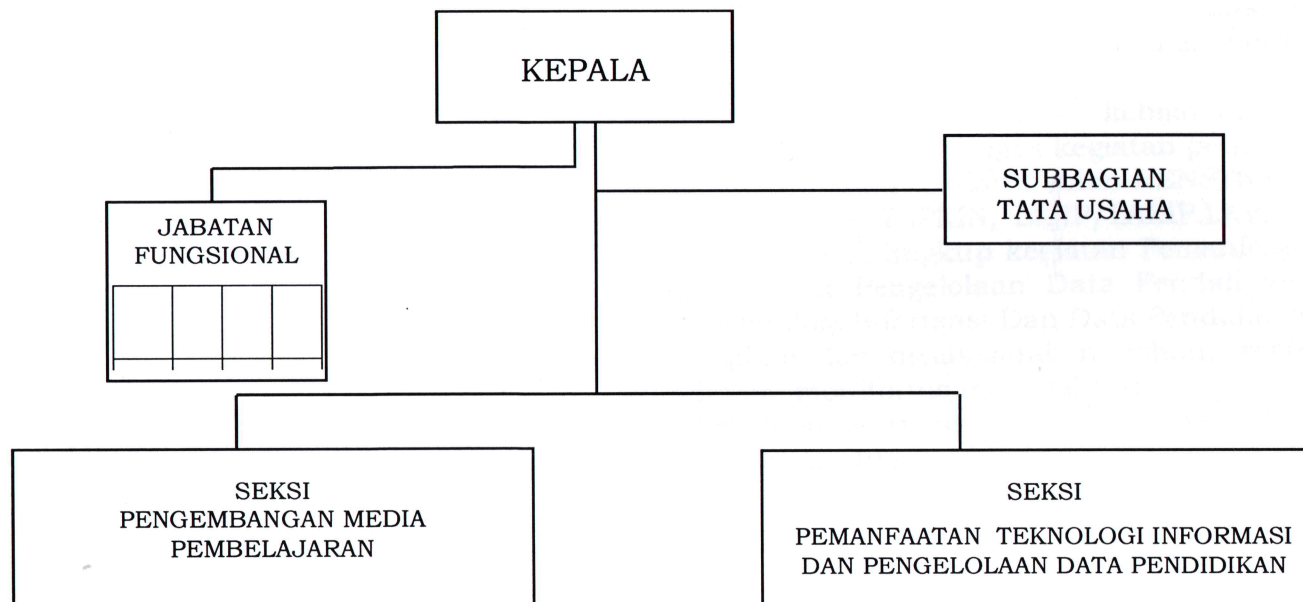 KEPALA
SUBBAGIAN
TATA USAHA
JABATAN
FUNGSIONAL
SEKSI
PENGEMBANGAN MEDIA
PEMBELAJARAN
SEKSI
PEMANFAATAN TEKNOLOGI INFORMASI
DAN PENGELOLAAN DATA PENDIDIKAN